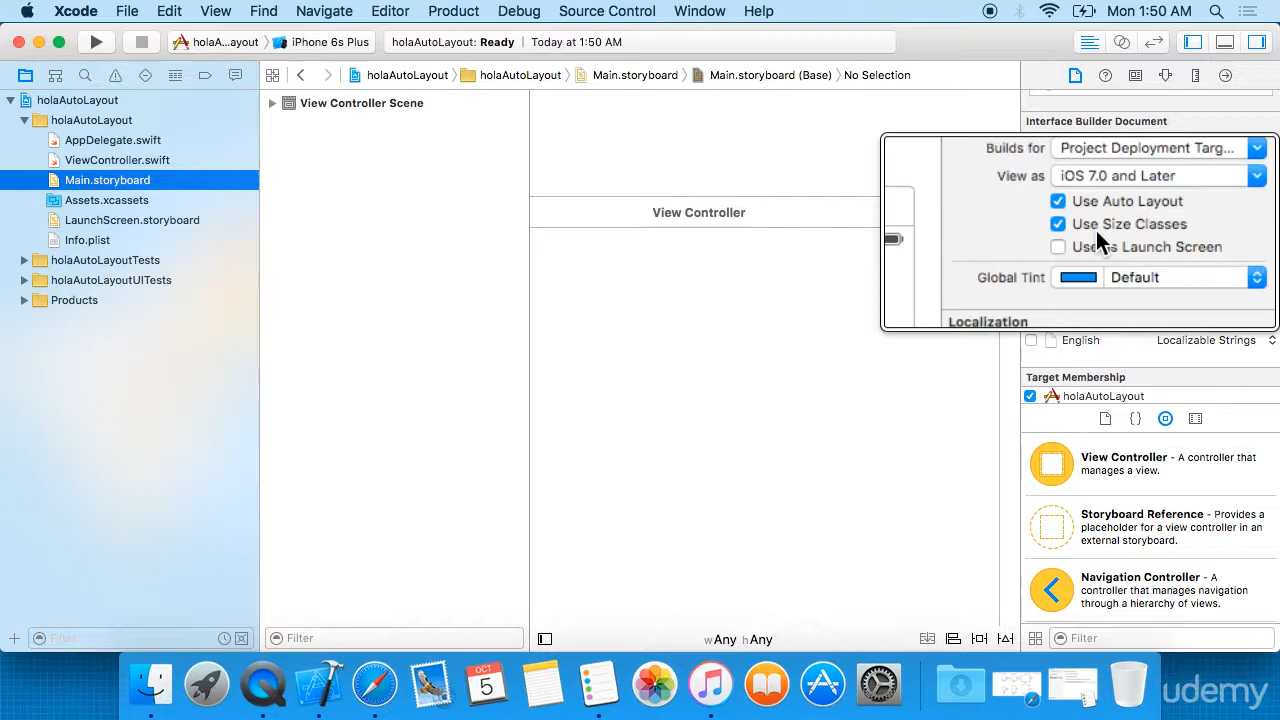 Xcode File Edit View Find Navigate Editor Product Debug Source Control Window Help Mon 1:50 AM
holaA...ayout iPhone 6s Plus holaAutoLayout: Ready Today at 1:50 AM
holaAutoLayout holaAutoLayout Main.storyboard Main.storyboard (Base) No Selection
holaAutoLayout
holaAutoLayout
AppDelegate.swift
ViewController.swift
Main.storyboard
Assets.xcassets
LaunchScreen.storyboard
Info.plist
holaAutoLayoutTests
holaAutoLayoutUITests
Products
View Controller Scene
View Controller
Interface Builder Document
Builds for Project Deployment Targ...
View as iOS 7.0 and Later
Use Auto Layout
Use Size Classes
Launch Screen
Global Tint Default
Localization
English Localizable Strings
Target Membership
holaAutoLayout
View Controller - A controller that
manages a view.
Storyboard Reference - Provides a
placeholder for a view controller in an
external storyboard.
Navigation Controller - A
controller that manages navigation
through a hierarchy of views.
Filter
Filter
wAny hAny
Filter
OCT
5
udemy